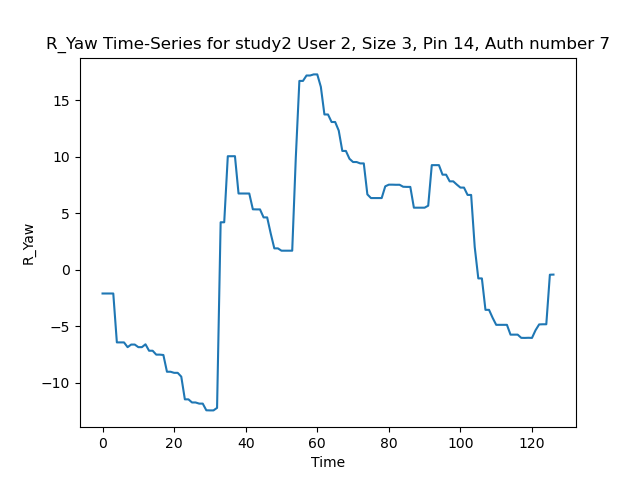 R_Yaw Time-Series for study2 User 2, Size 3, Pin 14, Auth number 7
15
10
5
0
−5
−10
R_Yaw
0 20 40 60 80 100 120
Time